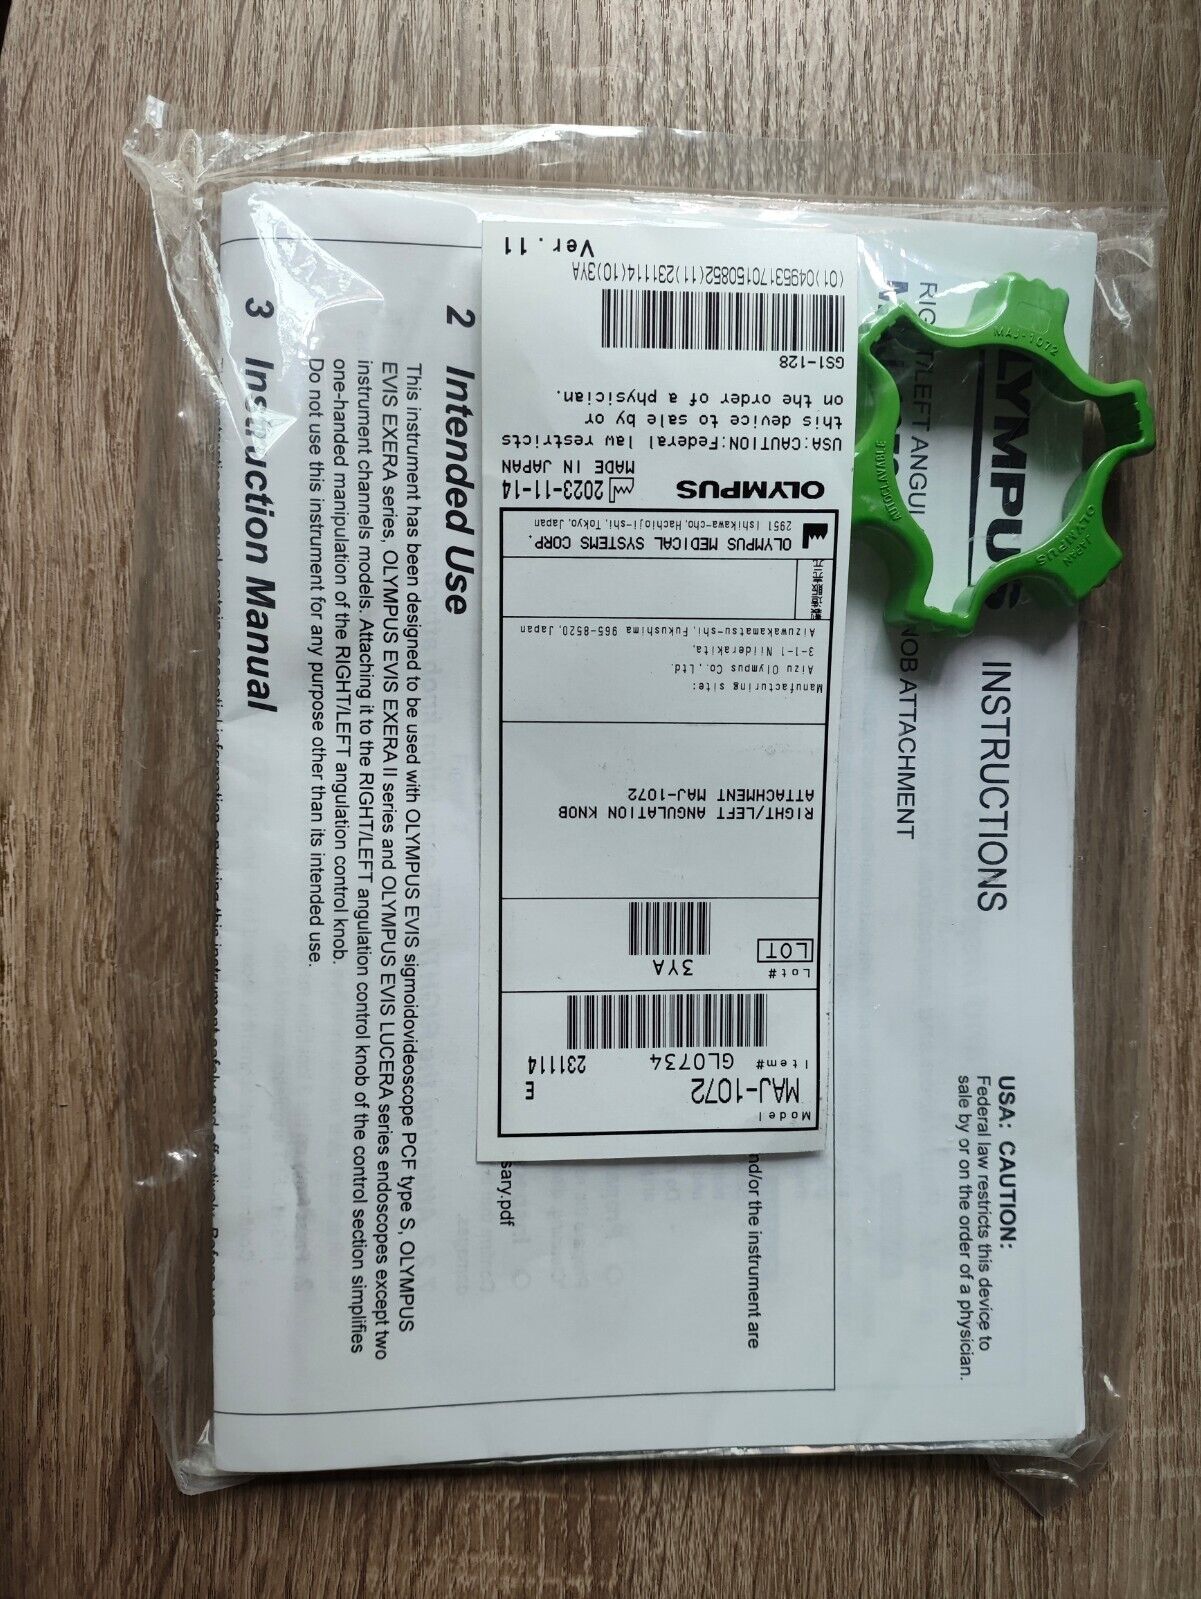 Model
MAJ-1072
E
Item# GL0734 231114
Lot#
LOT
3YA
RIGHT/LEFT ANGULATION KNOB
ATTACHMENT MAJ-1072
Manufacturing site:
Aizu Olympus Co., Ltd.
3-1-1 Niiderakita,
Aizuwakamatsu-shi, Fukushima 965-8520, Japan
OLYMPUS MEDICAL SYSTEMS CORP.
2951 Ishikawa-cho, Hachioji-shi, Tokyo, Japan
OLYMPUS
2023-11-14
MADE IN JAPAN
USA:CAUTION:Federal law restricts
this device to sale by or
on the order of a physician.
GS1-128
(01)04953170150852(11)231114(10)3YA
Ver. 11
MAJ-1072
AUTOCLAVABLE
OLYMPUS
JAPAN
INSTRUCTIONS
ATTACHMENT
USA: CAUTION:
Federal law restricts this device to
sale by or on the order of a physician.
nd/or the instrument are
sary.pdf
2 Intended Use
This instrument has been designed to be used with OLYMPUS EVIS sigmoidovideoscope PCF type S, OLYMPUS
EVIS EXERA series, OLYMPUS EVIS EXERA II series and OLYMPUS EVIS LUCERA series endoscopes except two
instrument channels models. Attaching it to the RIGHT/LEFT angulation control knob of the control section simplifies
one-handed manipulation of the RIGHT/LEFT angulation control knob.
Do not use this instrument for any purpose other than its intended use.
3 Instruction Manual